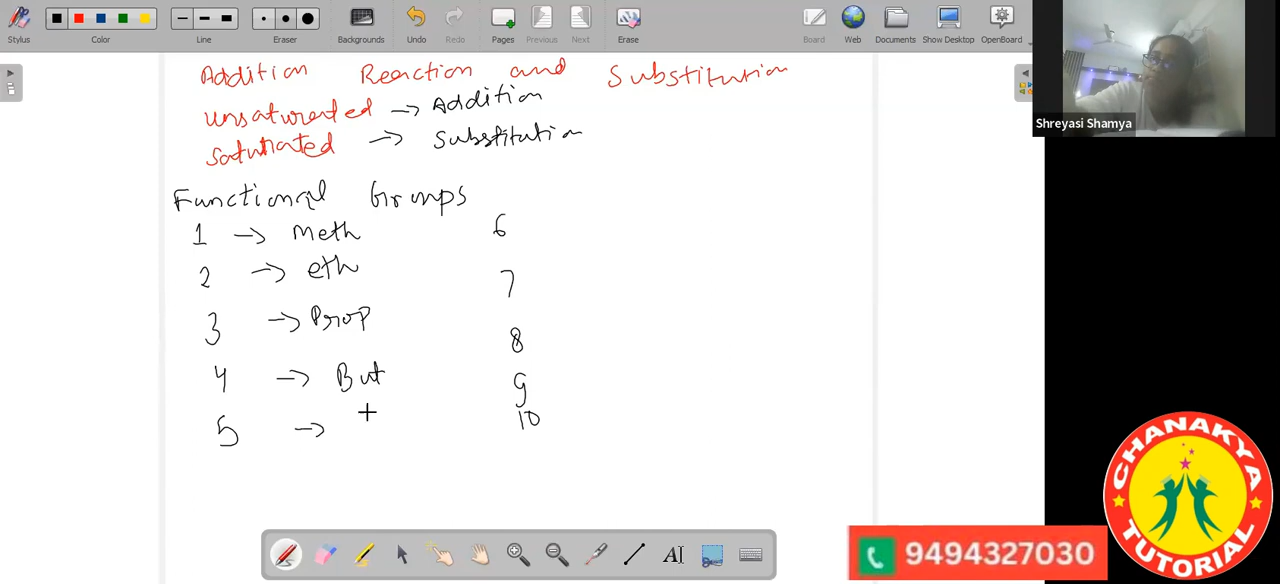 Stylus
Color
Line
Eraser
Backgrounds
Undo
Redo
Pages
Previous
Next
Erase
Board
Web
Documents
Show Desktop
OpenBoard
Shreyasi Shamya
Addition Reaction and Substitution
unsaturated → Addition
saturated → Substitution
Functional Groups
1 → Meth 6
2 → eth 7
3 → Prop 8
4 → But 9
5 → 10
CHANAKYA
TUTORIAL
9494327030
AI